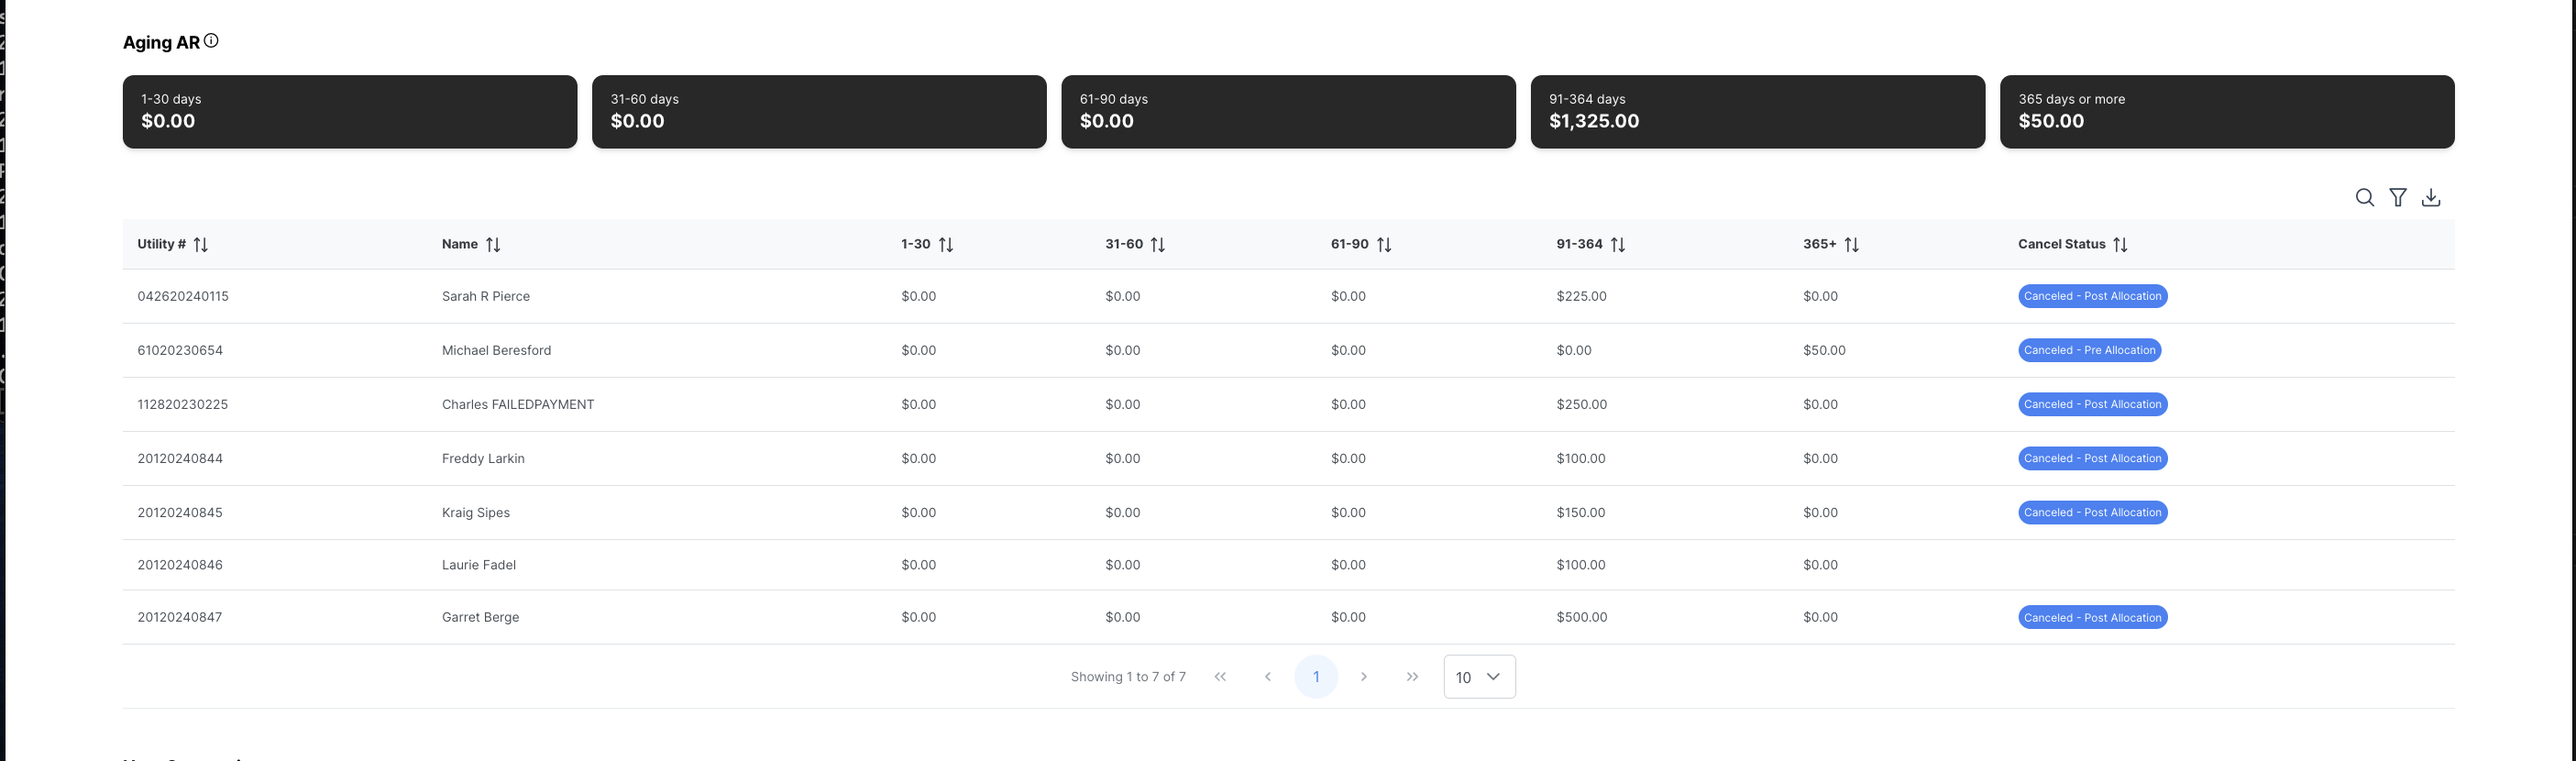 Aging AR
1-30 days
$0.00
31-60 days
$0.00
61-90 days
$0.00
91-364 days
$1,325.00
365 days or more
$50.00
Utility # Name 1-30 31-60 61-90 91-364 365+ Cancel Status
042620240115 Sarah R Pierce $0.00 $0.00 $0.00 $225.00 $0.00 Canceled - Post Allocation
61020230654 Michael Beresford $0.00 $0.00 $0.00 $0.00 $50.00 Canceled - Pre Allocation
112820230225 Charles FAILEDPAYMENT $0.00 $0.00 $0.00 $250.00 $0.00 Canceled - Post Allocation
20120240844 Freddy Larkin $0.00 $0.00 $0.00 $100.00 $0.00 Canceled - Post Allocation
20120240845 Kraig Sipes $0.00 $0.00 $0.00 $150.00 $0.00 Canceled - Post Allocation
20120240846 Laurie Fadel $0.00 $0.00 $0.00 $100.00 $0.00
20120240847 Garret Berge $0.00 $0.00 $0.00 $500.00 $0.00 Canceled - Post Allocation
Showing 1 to 7 of 7 « ‹ 1 › » 10